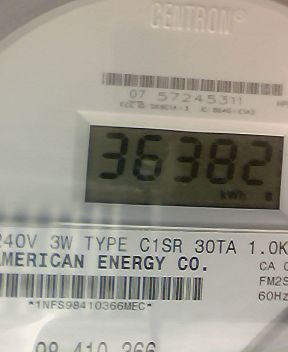 CENTRON®
07 57245311
36382
kWh
240V 3W TYPE C1SR 30TA 1.0K
AMERICAN ENERGY CO.
CA
FM2S
60Hz
*1NFS98410366MEC*
98 410 366